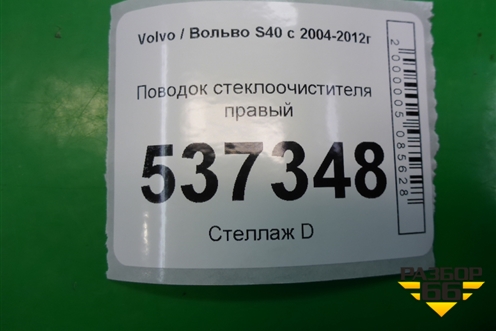 Volvo / Вольво S40 с 2004-2012г
Поводок стеклоочистителя
правый
537348
Стеллаж D
2000005085628
РАЗБОР
66